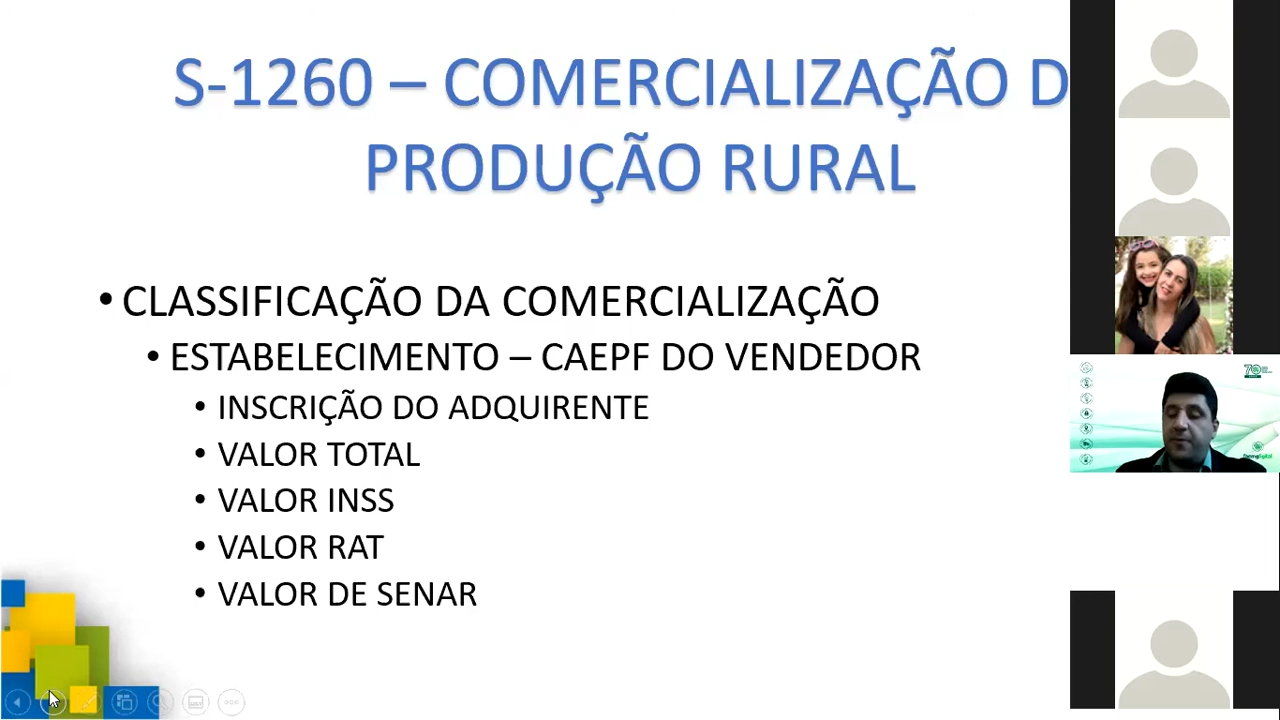 S-1260 – COMERCIALIZAÇÃO D
PRODUÇÃO RURAL
• CLASSIFICAÇÃO DA COMERCIALIZAÇÃO
• ESTABELECIMENTO – CAEPF DO VENDEDOR
• INSCRIÇÃO DO ADQUIRENTE
• VALOR TOTAL
• VALOR INSS
• VALOR RAT
• VALOR DE SENAR
70